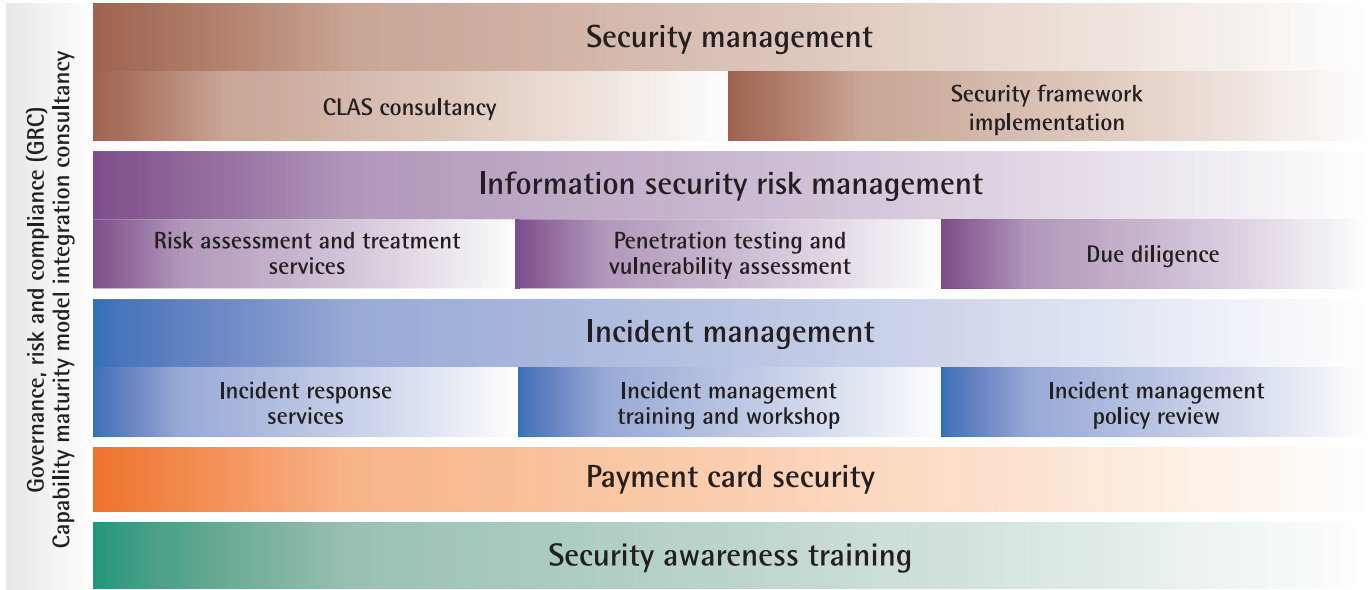 Governance, risk and compliance (GRC)
Capability maturity model integration consultancy
Security management
CLAS consultancy
Security framework
implementation
Information security risk management
Risk assessment and treatment
services
Penetration testing and
vulnerability assessment
Due diligence
Incident management
Incident response
services
Incident management
training and workshop
Incident management
policy review
Payment card security
Security awareness training